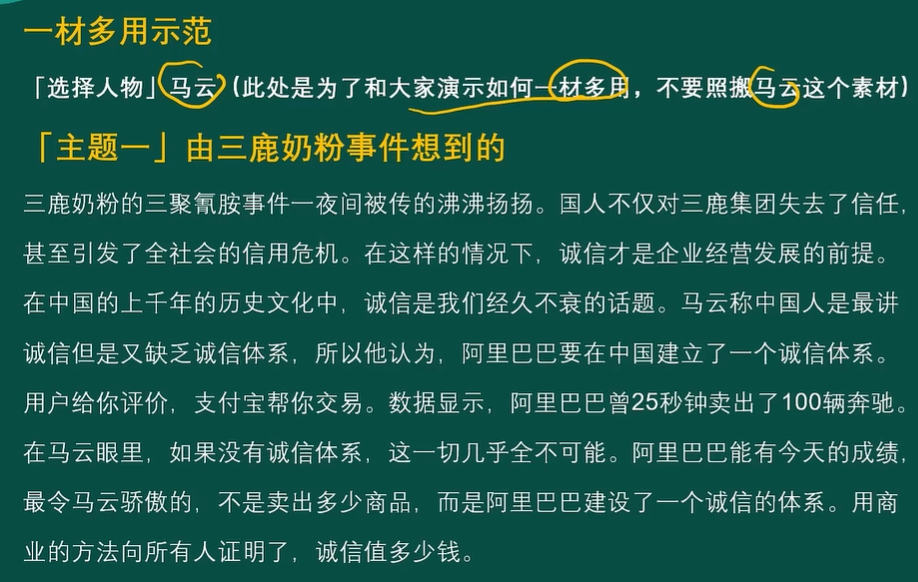 一材多用示范
「选择人物」马云（此处是为了和大家演示如何一材多用，不要照搬马云这个素材）
「主题一」由三鹿奶粉事件想到的
三鹿奶粉的三聚氰胺事件一夜间被传的沸沸扬扬。国人不仅对三鹿集团失去了信任，
甚至引发了全社会的信用危机。在这样的情况下，诚信才是企业经营发展的前提。
在中国的上千年的历史文化中，诚信是我们经久不衰的话题。马云称中国人是最讲
诚信但是又缺乏诚信体系，所以他认为，阿里巴巴要在中国建立了一个诚信体系。
用户给你评价，支付宝帮你交易。数据显示，阿里巴巴曾25秒钟卖出了100辆奔驰。
在马云眼里，如果没有诚信体系，这一切几乎全不可能。阿里巴巴能有今天的成绩，
最令马云骄傲的，不是卖出多少商品，而是阿里巴巴建设了一个诚信的体系。用商
业的方法向所有人证明了，诚信值多少钱。